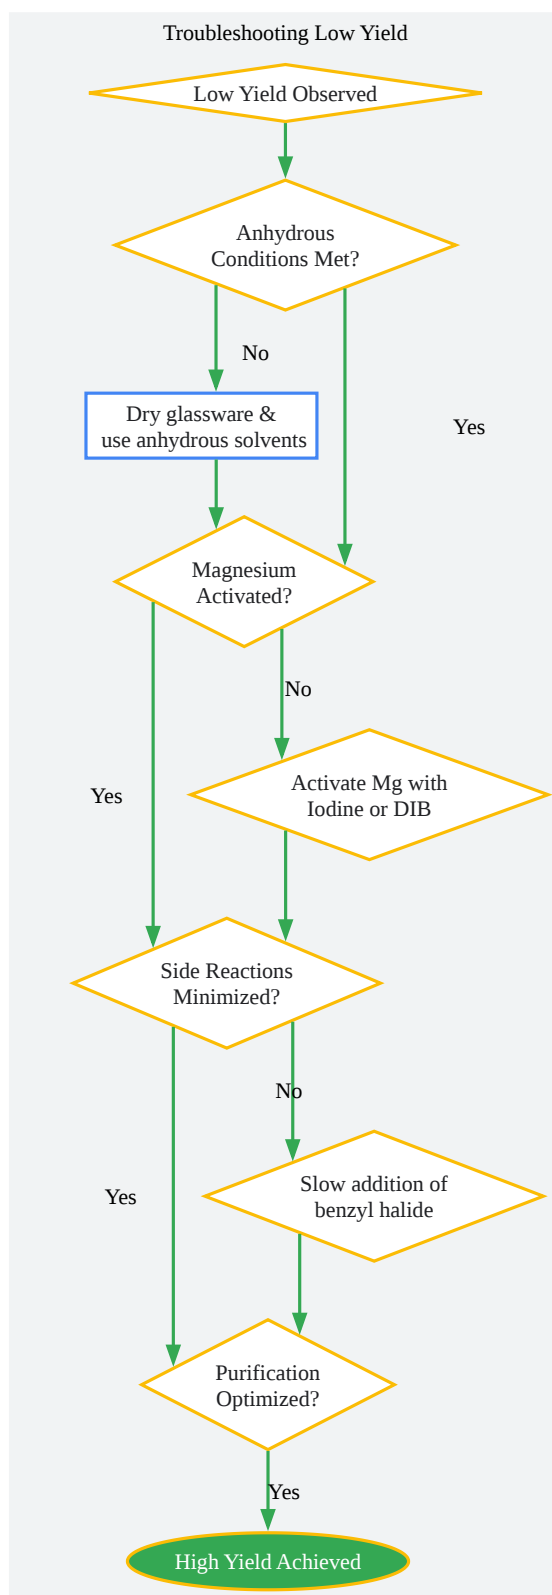 Troubleshooting Low Yield
Low Yield Observed
Anhydrous
Conditions Met?
No
Yes
Dry glassware &
use anhydrous solvents
Magnesium
Activated?
No
Yes
Activate Mg with
Iodine or DIB
Side Reactions
Minimized?
No
Yes
Slow addition of
benzyl halide
Purification
Optimized?
Yes
High Yield Achieved